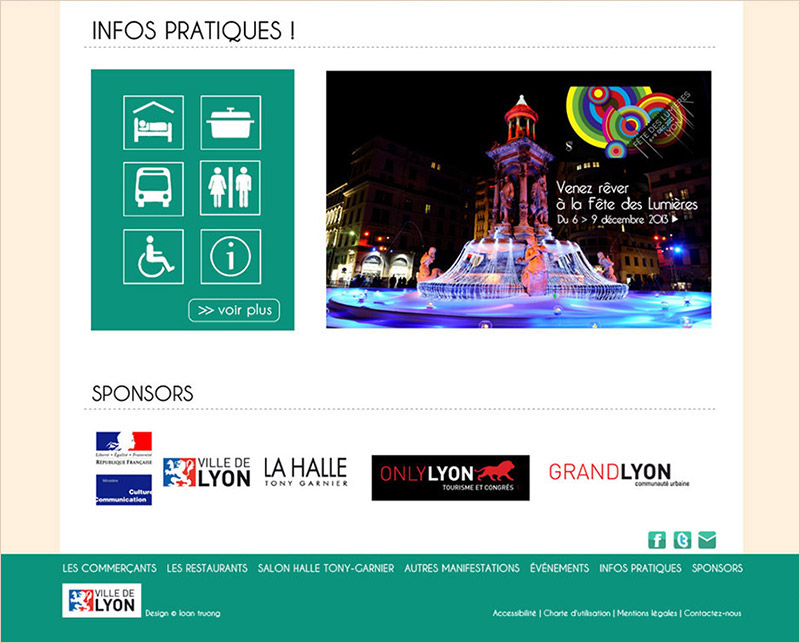 INFOS PRATIQUES !
>> voir plus
FÊTE DES LUMIÈRES
LYON
Venez rêver
à la Fête des Lumières
Du 6 > 9 décembre 2013
SPONSORS
Liberté • Égalité • Fraternité
RÉPUBLIQUE FRANÇAISE
Ministère
Culture
Communication
VILLE DE
LYON
LA HALLE
TONY GARNIER
ONLYLYON
TOURISME ET CONGRÈS
GRANDLYON
communauté urbaine
LES COMMERÇANTS LES RESTAURANTS SALON HALLE TONY-GARNIER AUTRES MANIFESTATIONS ÉVÉNEMENTS INFOS PRATIQUES SPONSORS
VILLE DE
LYON
Design © loan truong
Accessibilité | Charte d'utilisation | Mentions légales | Contactez-nous